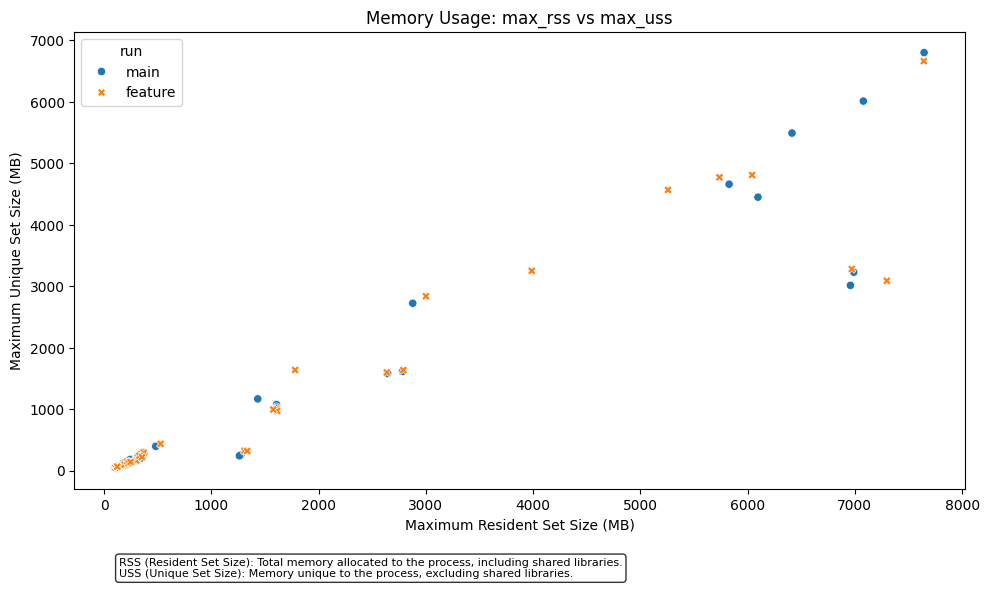 Memory Usage: max_rss vs max_uss
run
main
feature
7000
6000
5000
4000
3000
2000
1000
0
Maximum Unique Set Size (MB)
0 1000 2000 3000 4000 5000 6000 7000 8000
Maximum Resident Set Size (MB)
RSS (Resident Set Size): Total memory allocated to the process, including shared libraries.
USS (Unique Set Size): Memory unique to the process, excluding shared libraries.